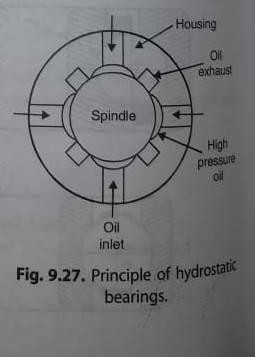 Housing
Oil
exhaust
Spindle
High
pressure
oil
Oil
inlet
Fig. 9.27. Principle of hydrostatic
bearings.